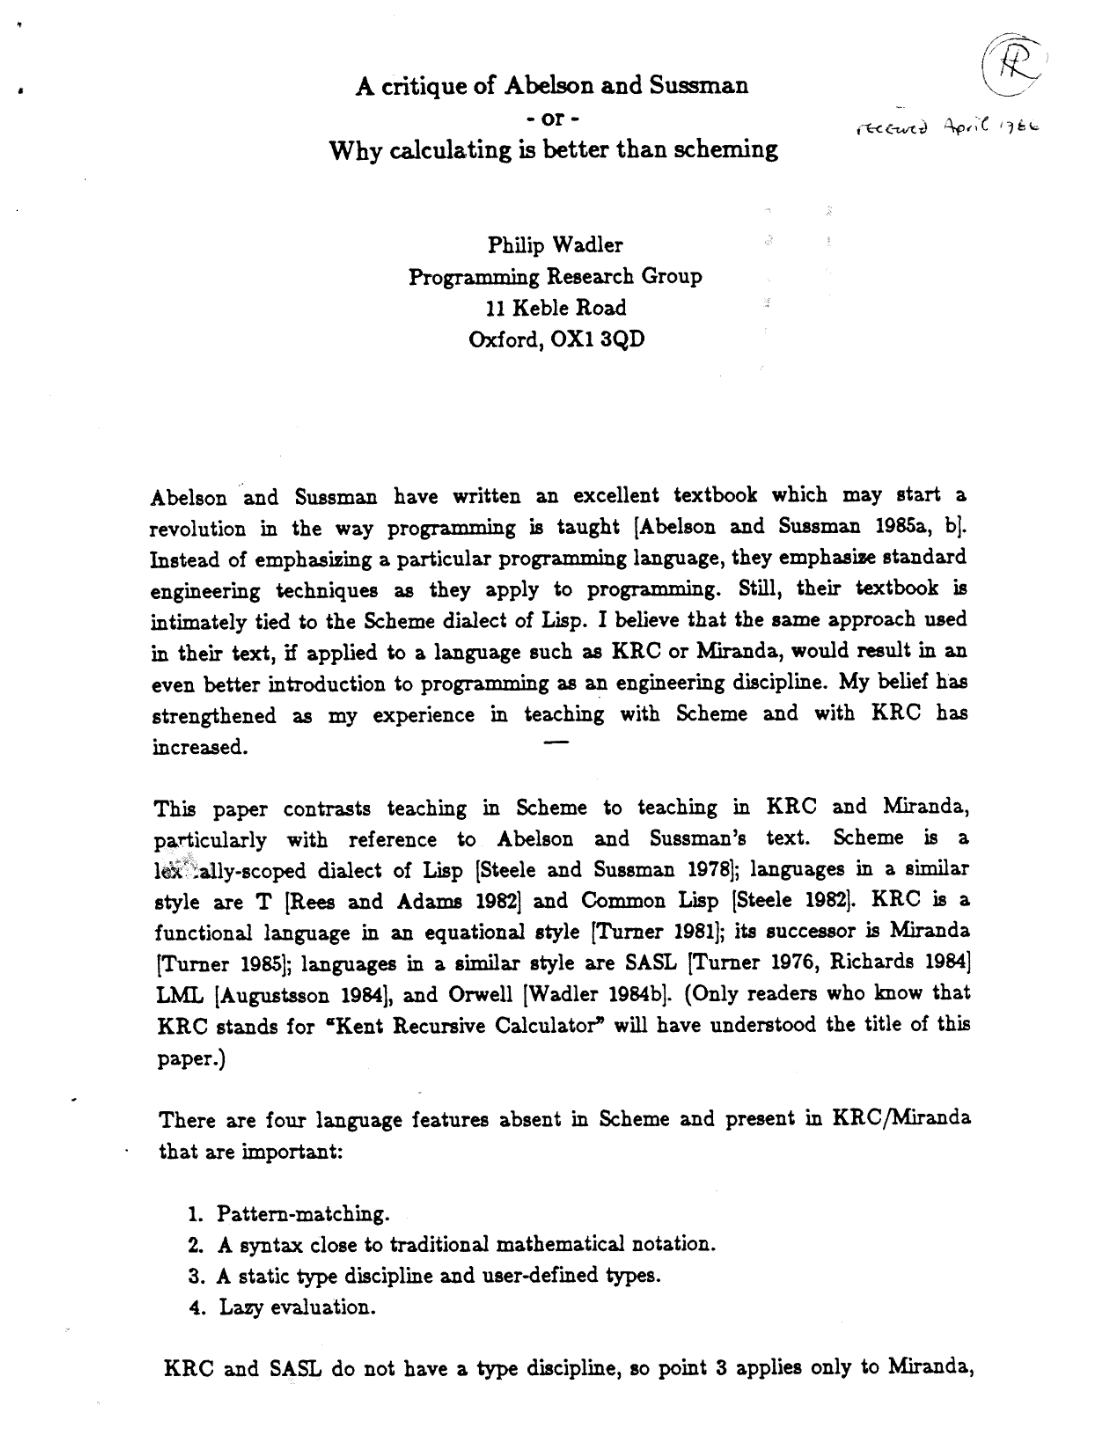 A critique of Abelson and Sussman
- or -
Why calculating is better than scheming
received April 1986
Philip Wadler
Programming Research Group
11 Keble Road
Oxford, OX1 3QD
Abelson and Sussman have written an excellent textbook which may start a
revolution in the way programming is taught [Abelson and Sussman 1985a, b].
Instead of emphasizing a particular programming language, they emphasize standard
engineering techniques as they apply to programming. Still, their textbook is
intimately tied to the Scheme dialect of Lisp. I believe that the same approach used
in their text, if applied to a language such as KRC or Miranda, would result in an
even better introduction to programming as an engineering discipline. My belief has
strengthened as my experience in teaching with Scheme and with KRC has
increased.
This paper contrasts teaching in Scheme to teaching in KRC and Miranda,
particularly with reference to Abelson and Sussman's text. Scheme is a
lexically-scoped dialect of Lisp [Steele and Sussman 1978]; languages in a similar
style are T [Rees and Adams 1982] and Common Lisp [Steele 1982]. KRC is a
functional language in an equational style [Turner 1981]; its successor is Miranda
[Turner 1985]; languages in a similar style are SASL [Turner 1976, Richards 1984]
LML [Augustsson 1984], and Orwell [Wadler 1984b]. (Only readers who know that
KRC stands for "Kent Recursive Calculator" will have understood the title of this
paper.)
There are four language features absent in Scheme and present in KRC/Miranda
that are important:
1. Pattern-matching.
2. A syntax close to traditional mathematical notation.
3. A static type discipline and user-defined types.
4. Lazy evaluation.
KRC and SASL do not have a type discipline, so point 3 applies only to Miranda,